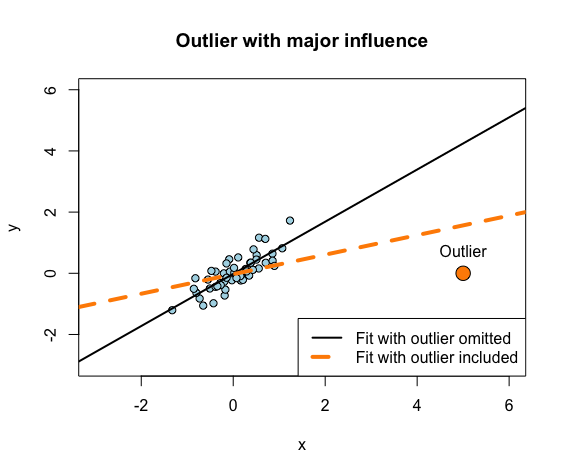 Outlier with major influence
y
6
4
2
0
-2
Outlier
Fit with outlier omitted
Fit with outlier included
-2 0 2 4 6
x